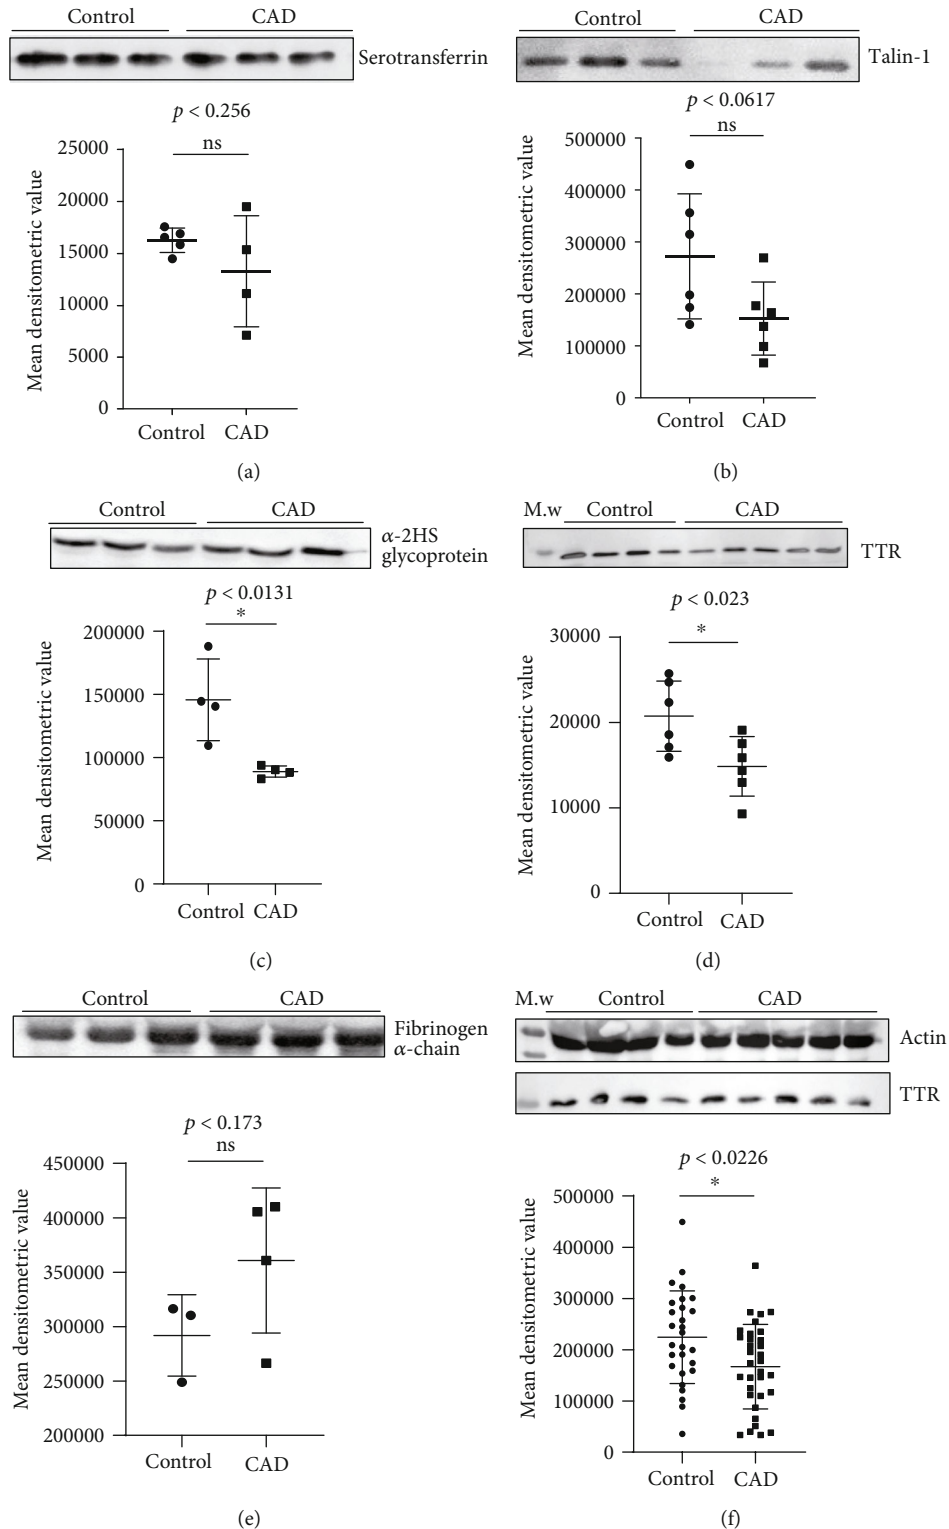 Control CAD
Serotransferrin
p < 0.256
ns
Mean densitometric value
25000
20000
15000
10000
5000
0
Control CAD
(a)
Control CAD
Talin-1
p < 0.0617
ns
Mean densitometric value
500000
400000
300000
200000
100000
0
Control CAD
(b)
Control CAD
α-2HS
glycoprotein
p < 0.0131
*
Mean densitometric value
200000
150000
100000
50000
0
Control CAD
(c)
M.w Control CAD
TTR
p < 0.023
*
Mean densitometric value
30000
20000
10000
0
Control CAD
(d)
Control CAD
Fibrinogen
α-chain
p < 0.173
ns
Mean densitometric value
450000
400000
350000
300000
250000
200000
Control CAD
(e)
M.w Control CAD
Actin
TTR
p < 0.0226
*
Mean densitometric value
500000
400000
300000
200000
100000
0
Control CAD
(f)